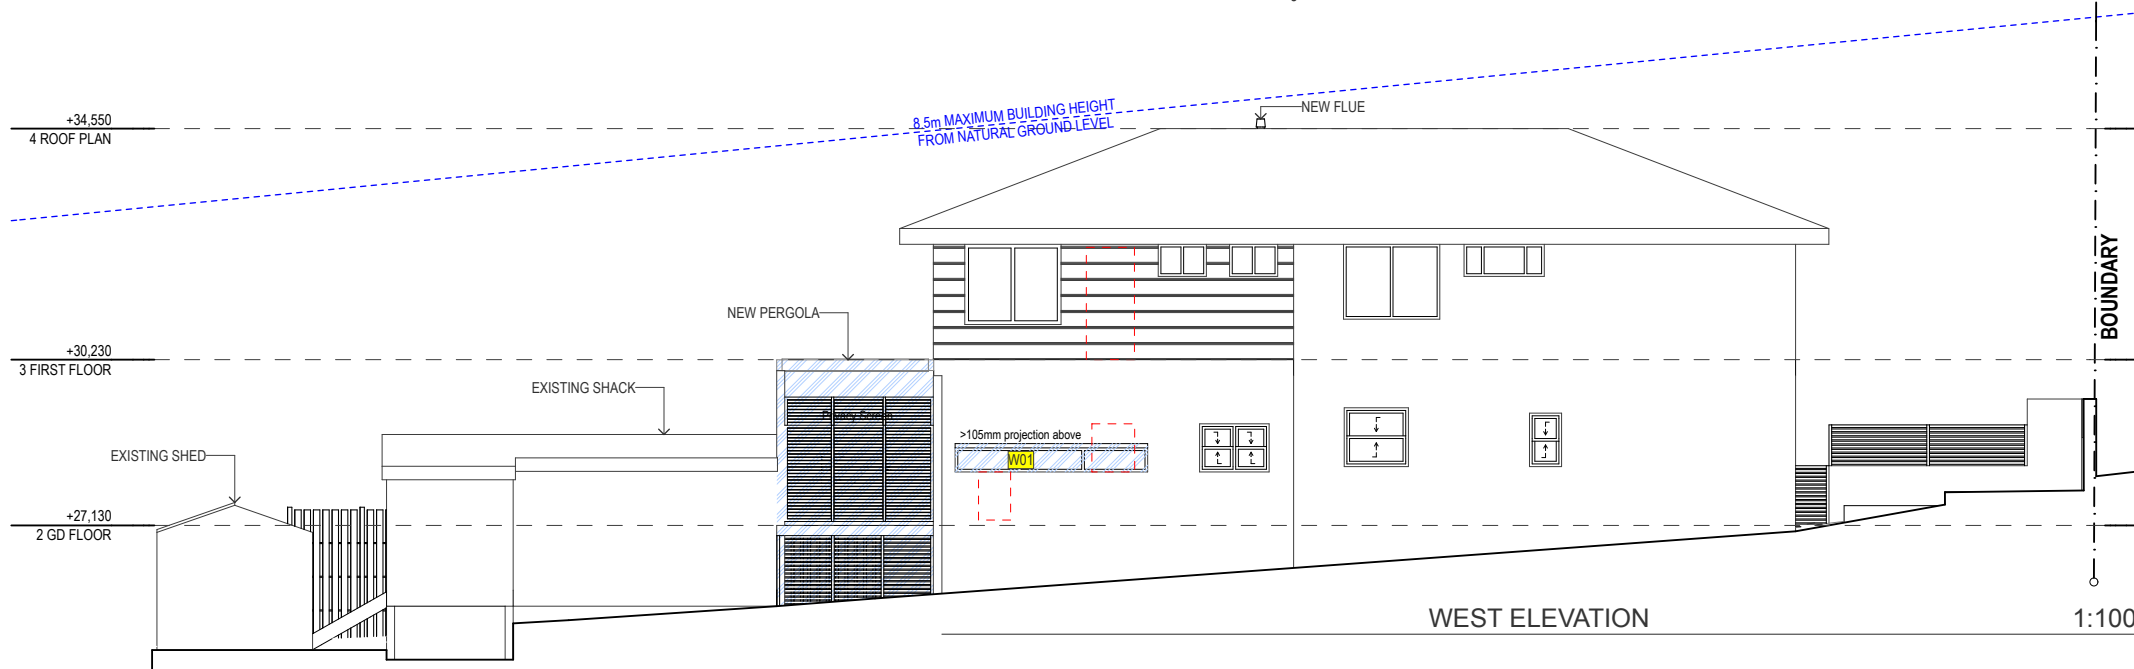 8.5m MAXIMUM BUILDING HEIGHT
FROM NATURAL GROUND LEVEL
NEW FLUE
+34,550
4 ROOF PLAN
BOUNDARY
NEW PERGOLA
+30,230
3 FIRST FLOOR
EXISTING SHACK
Privacy Screen
>105mm projection above
W01
EXISTING SHED
+27,130
2 GD FLOOR
WEST ELEVATION
1:100